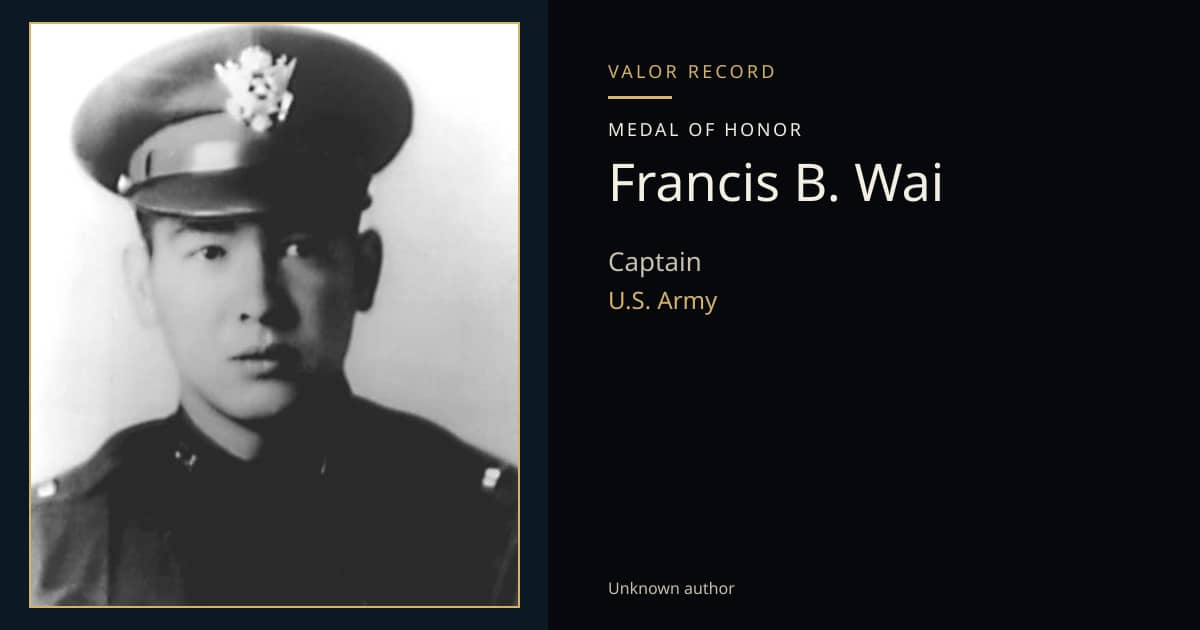 VALOR RECORD
MEDAL OF HONOR
Francis B. Wai
Captain
U.S. Army
Unknown author